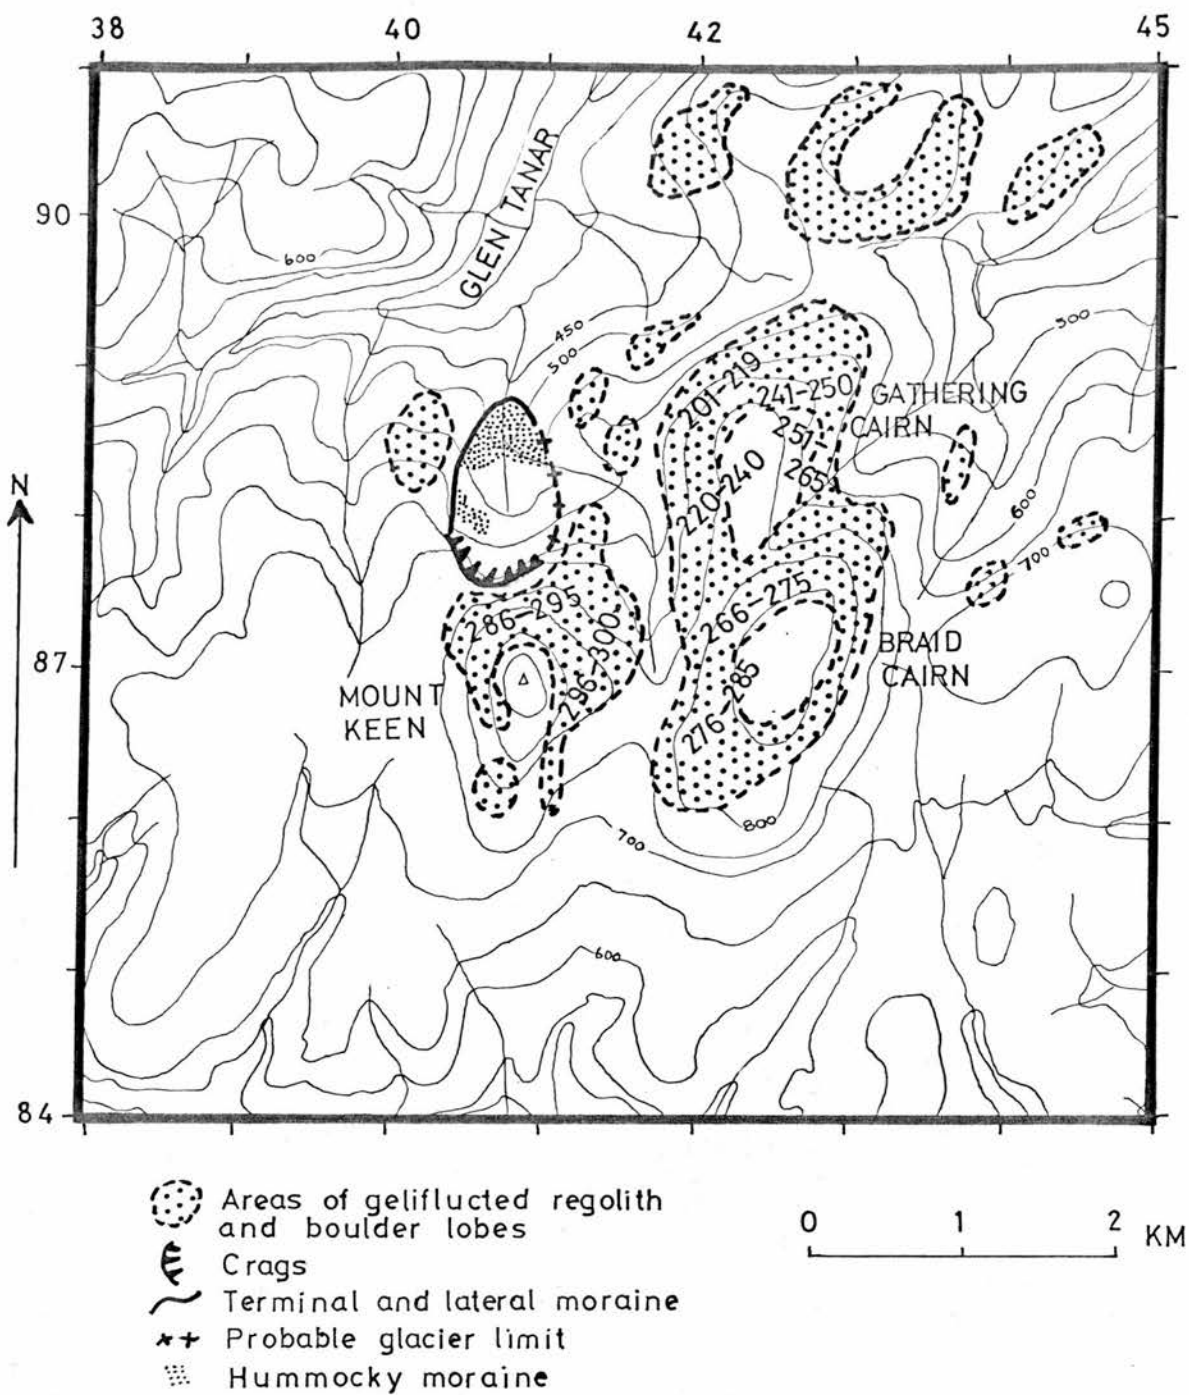 38 40 42 45
90
GLEN TANAR
600
450
500
500
201-219
241-250
GATHERING
CAIRN
251-
265
220-240
600
700
N
286-295
266-275
296-300
BRAID
CAIRN
87
MOUNT
KEEN
276-285
800
700
600
84
Areas of geliflucted regolith
and boulder lobes
0 1 2 KM
Crags
Terminal and lateral moraine
Probable glacier limit
Hummocky moraine